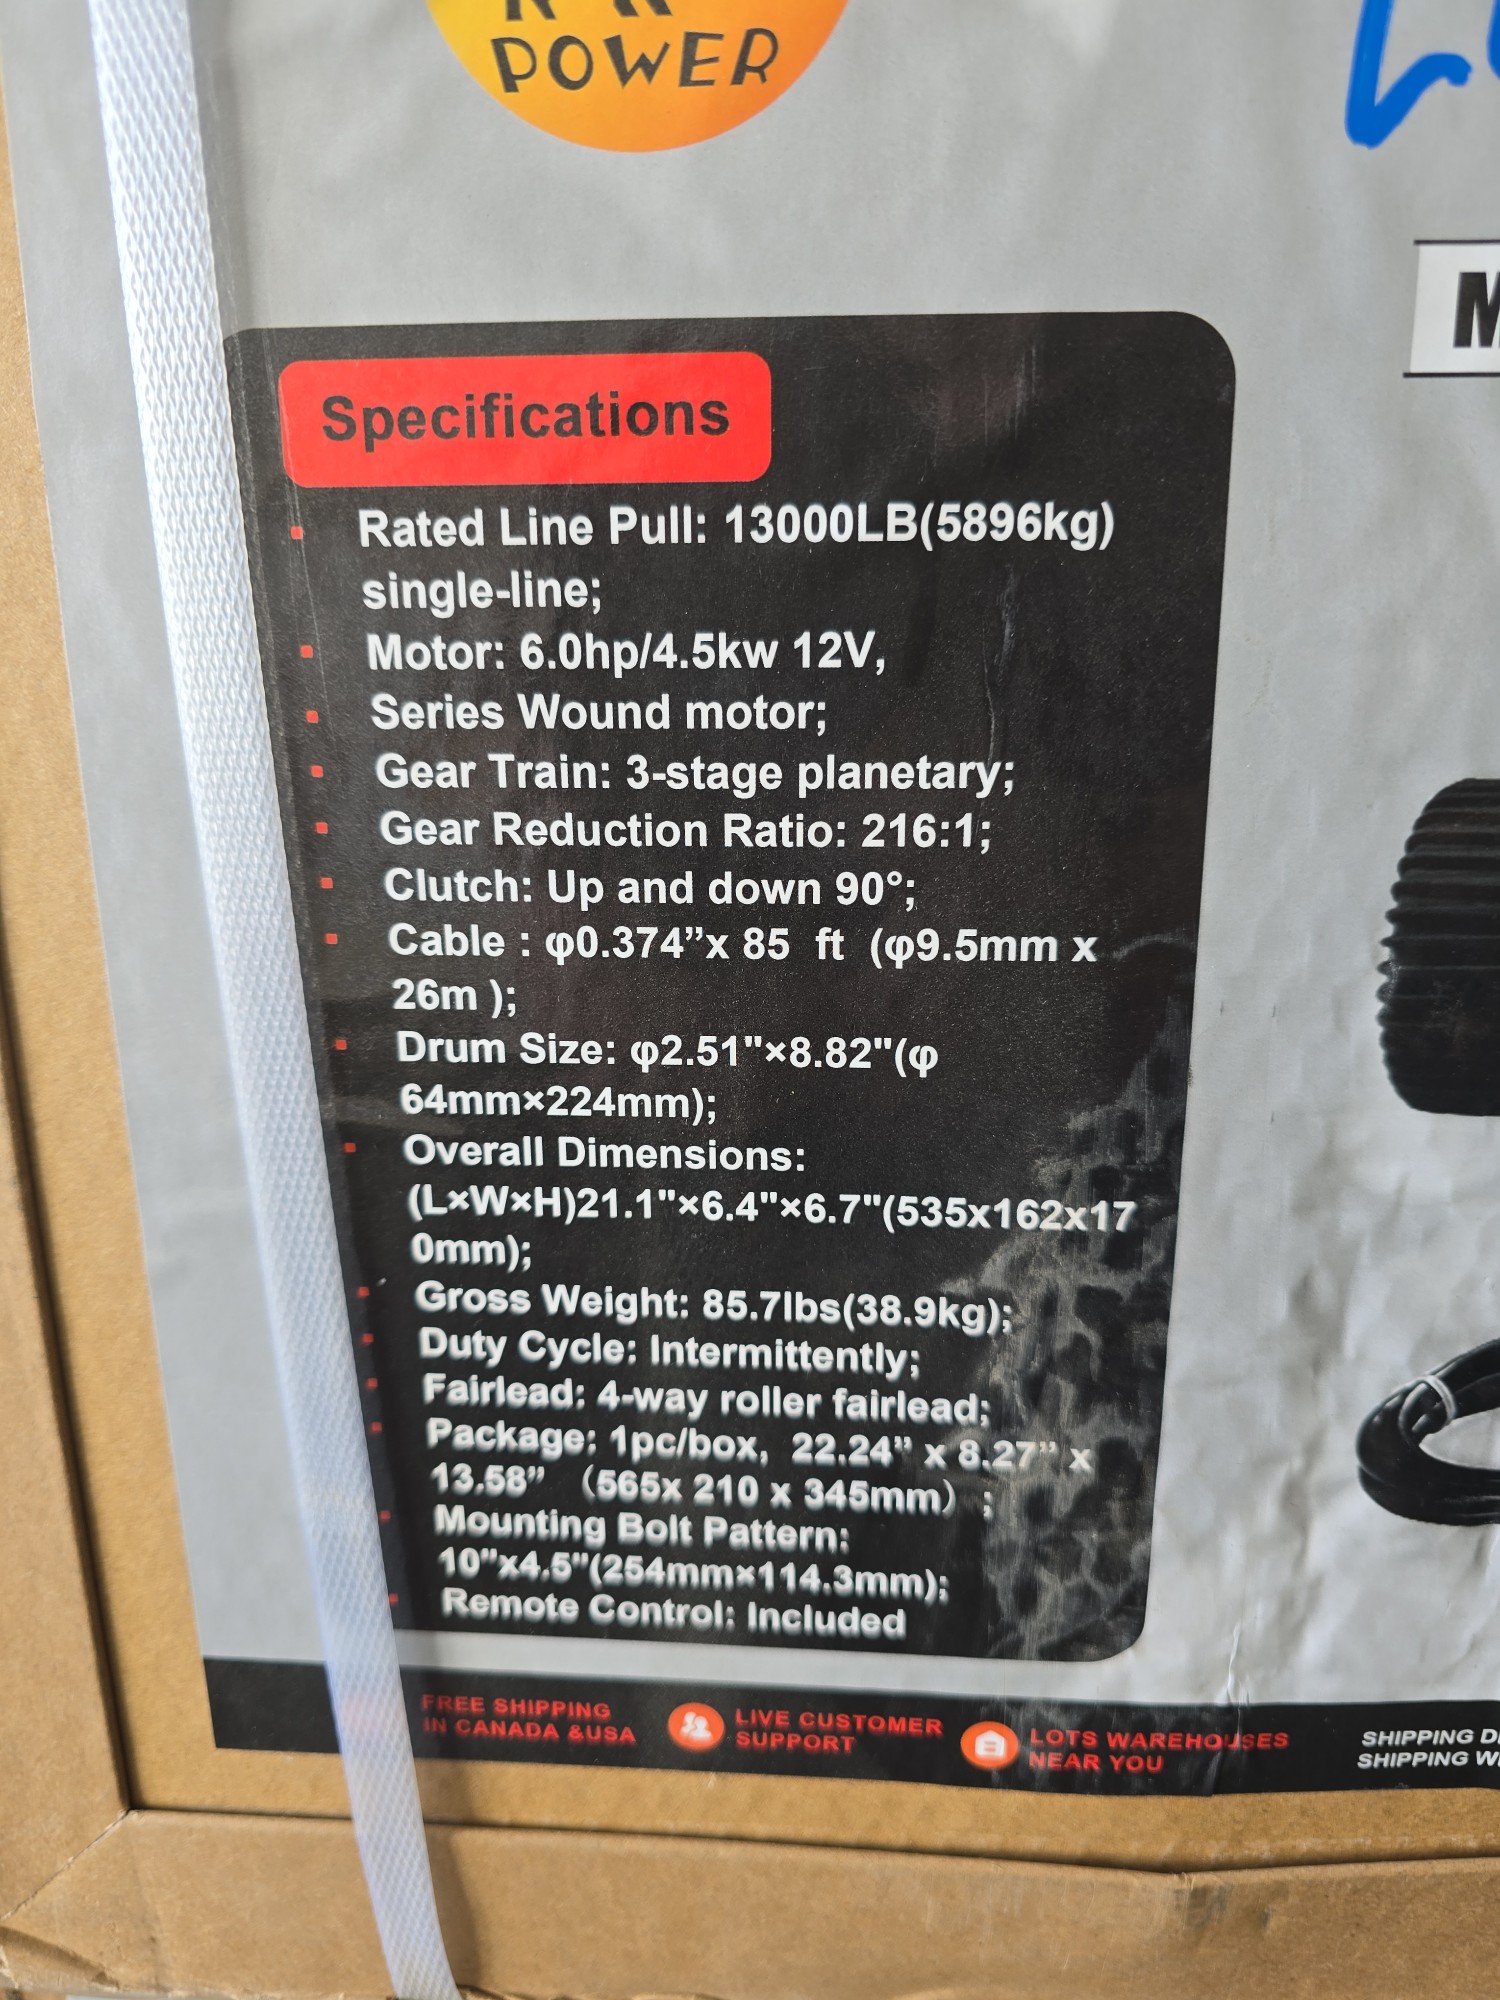 POWER
Specifications
Rated Line Pull: 13000LB(5896kg)
single-line;
Motor: 6.0hp/4.5kw 12V,
Series Wound motor;
Gear Train: 3-stage planetary;
Gear Reduction Ratio: 216:1;
Clutch: Up and down 90°;
Cable : φ0.374”x 85 ft (φ9.5mm x
26m );
Drum Size: φ2.51"×8.82"(φ
64mm×224mm);
Overall Dimensions:
(L×W×H)21.1"×6.4"×6.7"(535x162x17
0mm);
Gross Weight: 85.7lbs(38.9kg);
Duty Cycle: Intermittently;
Fairlead: 4-way roller fairlead;
Package: 1pc/box, 22.24” x 8.27” x
13.58” （565x 210 x 345mm） ;
Mounting Bolt Pattern:
10"x4.5"(254mm×114.3mm);
Remote Control: Included
FREE SHIPPING
IN CANADA &USA
LIVE CUSTOMER
SUPPORT
LOTS WAREHOUSES
NEAR YOU
SHIPPING
SHIPPING